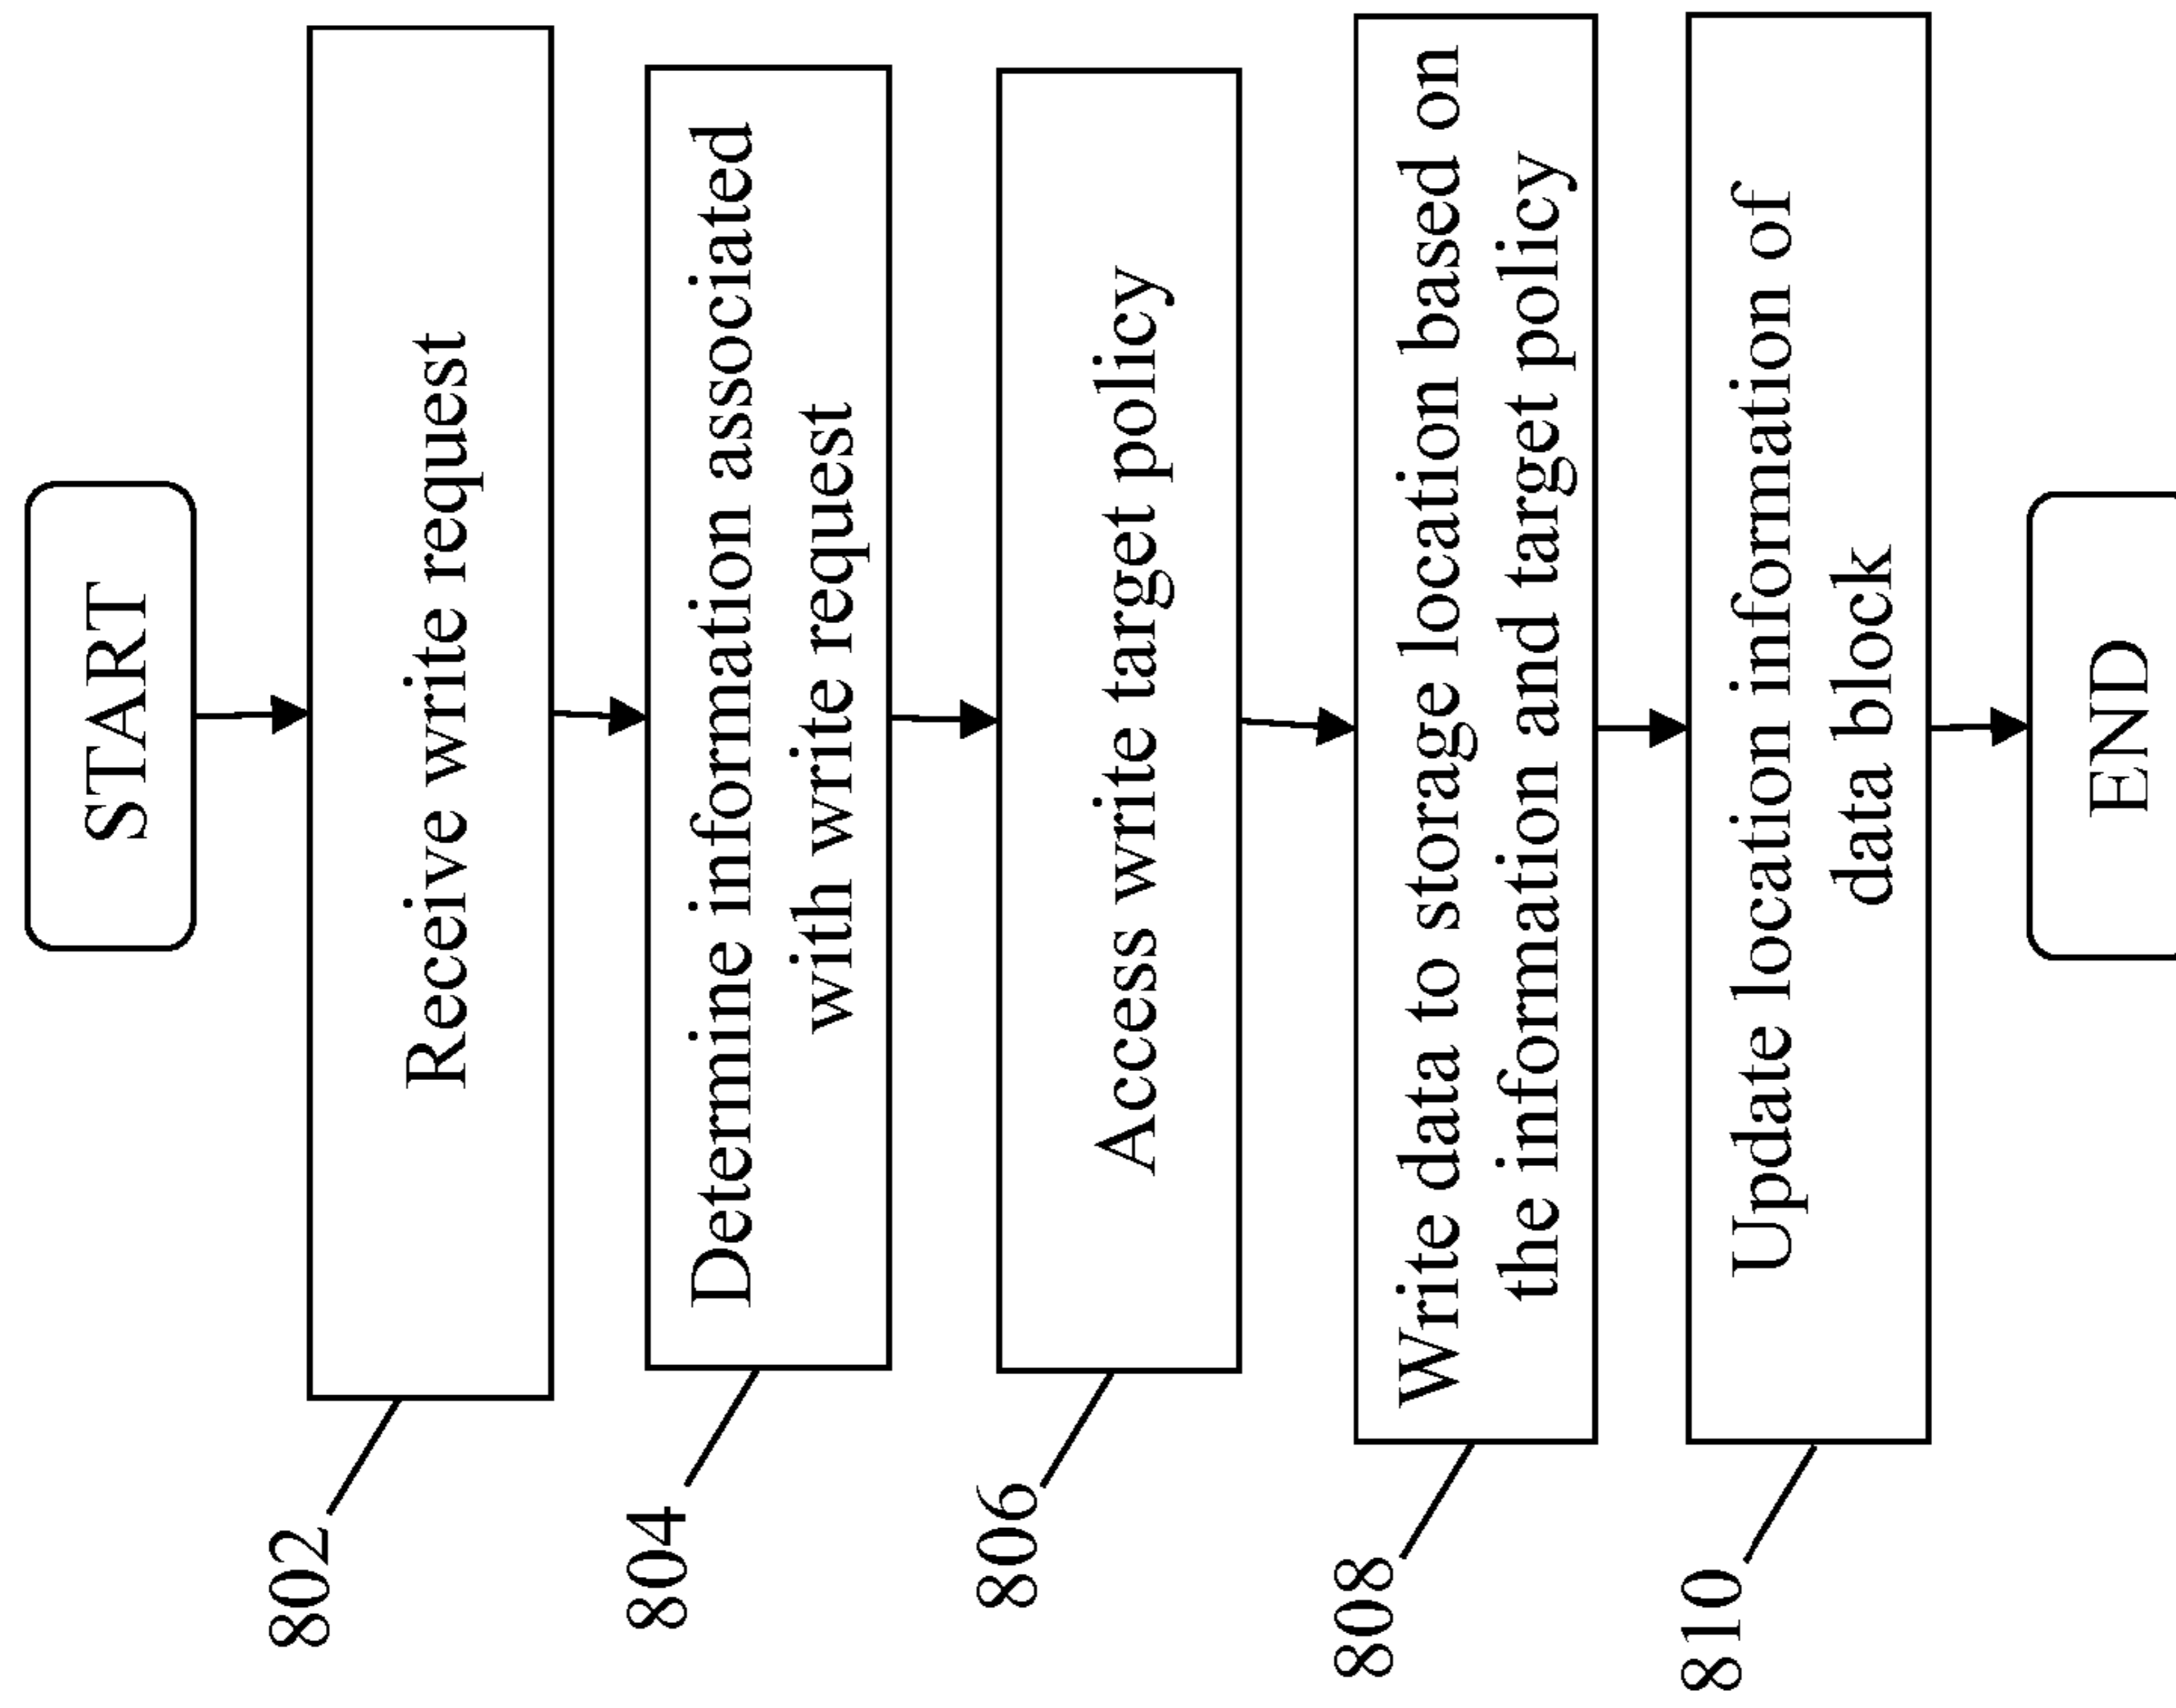 START
802
Receive write request
804
Determine information associated
with write request
806
Access write target policy
808
Write data to storage location based on
the information and target policy
810
Update location information of
data block
END